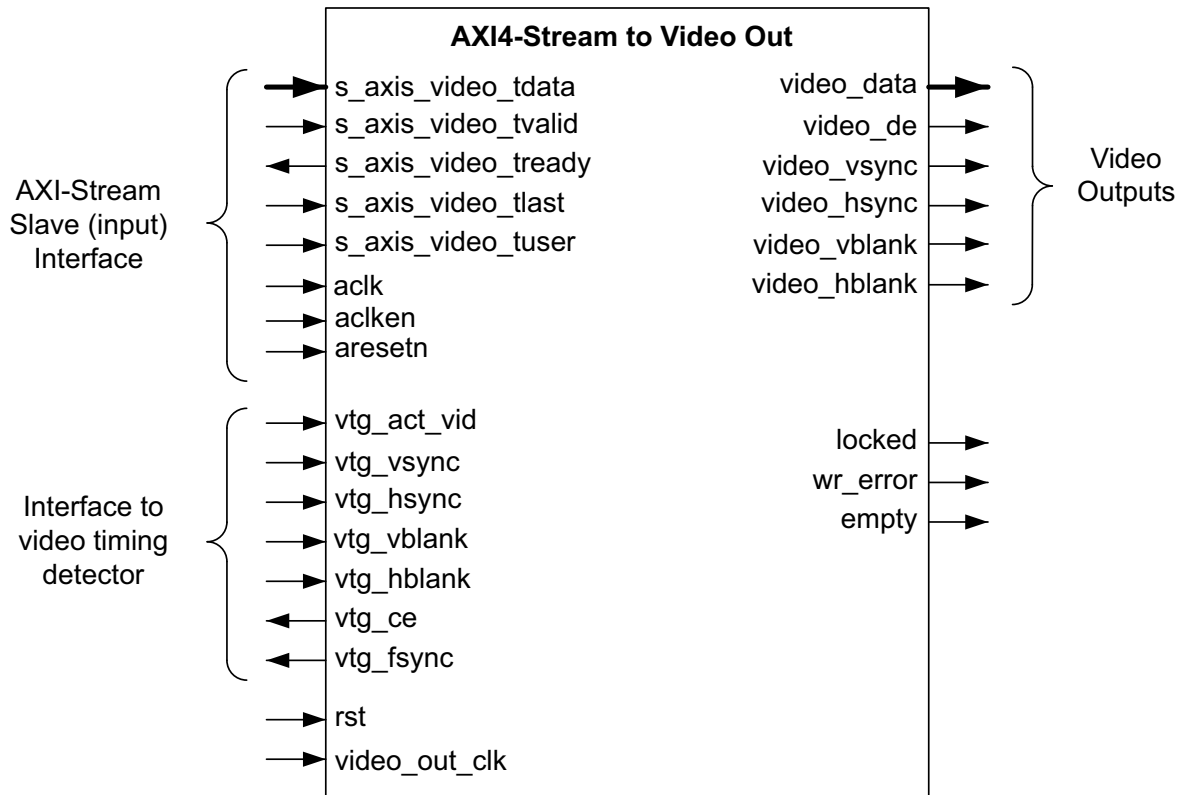 AXI4-Stream to Video Out
AXI-Stream
Slave (input)
Interface
s_axis_video_tdata
s_axis_video_tvalid
s_axis_video_tready
s_axis_video_tlast
s_axis_video_tuser
aclk
aclken
aresetn
Interface to
video timing
detector
vtg_act_vid
vtg_vsync
vtg_hsync
vtg_vblank
vtg_hblank
vtg_ce
vtg_fsync
rst
video_out_clk
video_data
video_de
video_vsync
video_hsync
video_vblank
video_hblank
Video
Outputs
locked
wr_error
empty